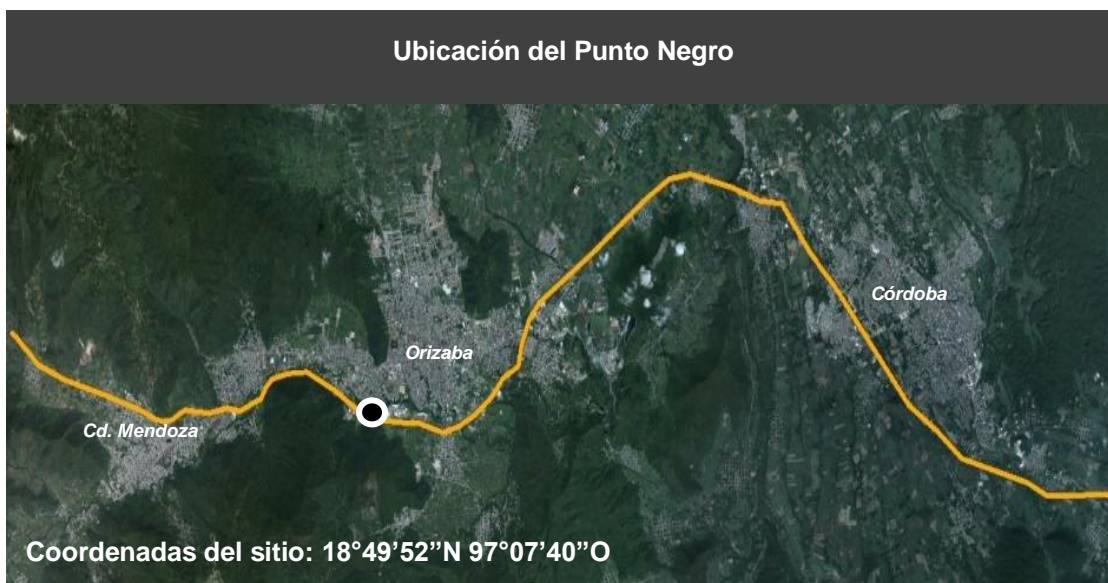 Ubicación del Punto Negro
Córdoba
Orizaba
Cd. Mendoza
Coordenadas del sitio: 18°49’52”N 97°07’40”O